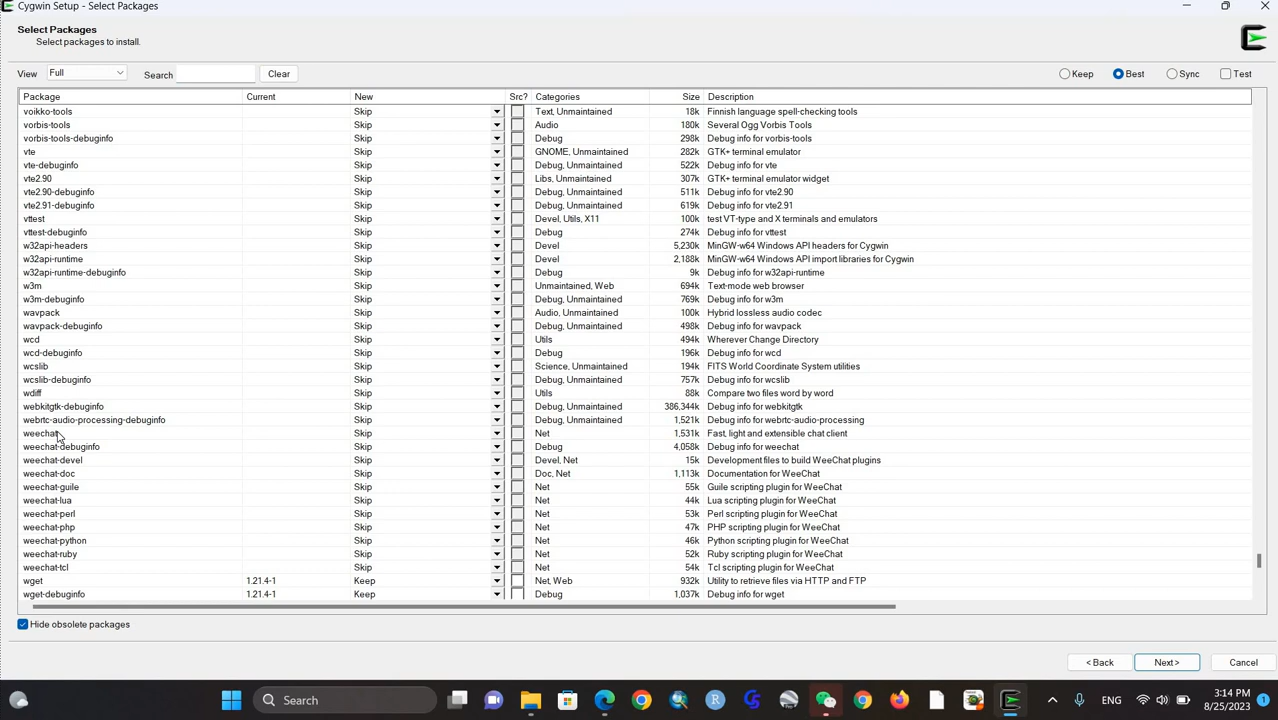 Cygwin Setup - Select Packages
Select Packages
Select packages to install.
View Full Search Clear Keep Best Sync Test
Package Current New Src? Categories Size Description
voikko-tools Skip Text, Unmaintained 18k Finnish language spell-checking tools
vorbis-tools Skip Audio 180k Several Ogg Vorbis Tools
vorbis-tools-debuginfo Skip Debug 298k Debug info for vorbis-tools
vte Skip GNOME, Unmaintained 282k GTK+ terminal emulator
vte-debuginfo Skip Debug, Unmaintained 522k Debug info for vte
vte2.90 Skip Libs, Unmaintained 307k GTK+ terminal emulator widget
vte2.90-debuginfo Skip Debug, Unmaintained 511k Debug info for vte2.90
vte2.91-debuginfo Skip Debug, Unmaintained 619k Debug info for vte2.91
vttest Skip Devel, Utils, X11 100k test VT-type and X terminals and emulators
vttest-debuginfo Skip Debug 274k Debug info for vttest
w32api-headers Skip Devel 5,230k MinGW-w64 Windows API headers for Cygwin
w32api-runtime Skip Devel 2,188k MinGW-w64 Windows API import libraries for Cygwin
w32api-runtime-debuginfo Skip Debug 9k Debug info for w32api-runtime
w3m Skip Unmaintained, Web 694k Text-mode web browser
w3m-debuginfo Skip Debug, Unmaintained 769k Debug info for w3m
wavpack Skip Audio, Unmaintained 100k Hybrid lossless audio codec
wavpack-debuginfo Skip Debug, Unmaintained 498k Debug info for wavpack
wcd Skip Utils 494k Wherever Change Directory
wcd-debuginfo Skip Debug 196k Debug info for wcd
wcslib Skip Science, Unmaintained 194k FITS World Coordinate System utilities
wcslib-debuginfo Skip Debug, Unmaintained 757k Debug info for wcslib
wdiff Skip Utils 88k Compare two files word by word
webkitgtk-debuginfo Skip Debug, Unmaintained 386,344k Debug info for webkitgtk
webrtc-audio-processing-debuginfo Skip Debug, Unmaintained 1,521k Debug info for webrtc-audio-processing
weechat Skip Net 1,531k Fast, light and extensible chat client
weechat-debuginfo Skip Debug 4,058k Debug info for weechat
weechat-devel Skip Devel, Net 15k Development files to build WeeChat plugins
weechat-doc Skip Doc, Net 1,113k Documentation for WeeChat
weechat-guile Skip Net 55k Guile scripting plugin for WeeChat
weechat-lua Skip Net 44k Lua scripting plugin for WeeChat
weechat-perl Skip Net 53k Perl scripting plugin for WeeChat
weechat-php Skip Net 47k PHP scripting plugin for WeeChat
weechat-python Skip Net 46k Python scripting plugin for WeeChat
weechat-ruby Skip Net 52k Ruby scripting plugin for WeeChat
weechat-tcl Skip Net 54k Tcl scripting plugin for WeeChat
wget 1.21.4-1 Keep Net, Web 932k Utility to retrieve files via HTTP and FTP
wget-debuginfo 1.21.4-1 Keep Debug 1,037k Debug info for wget
Hide obsolete packages
< Back Next > Cancel
Search ENG 3:14 PM
8/25/2023